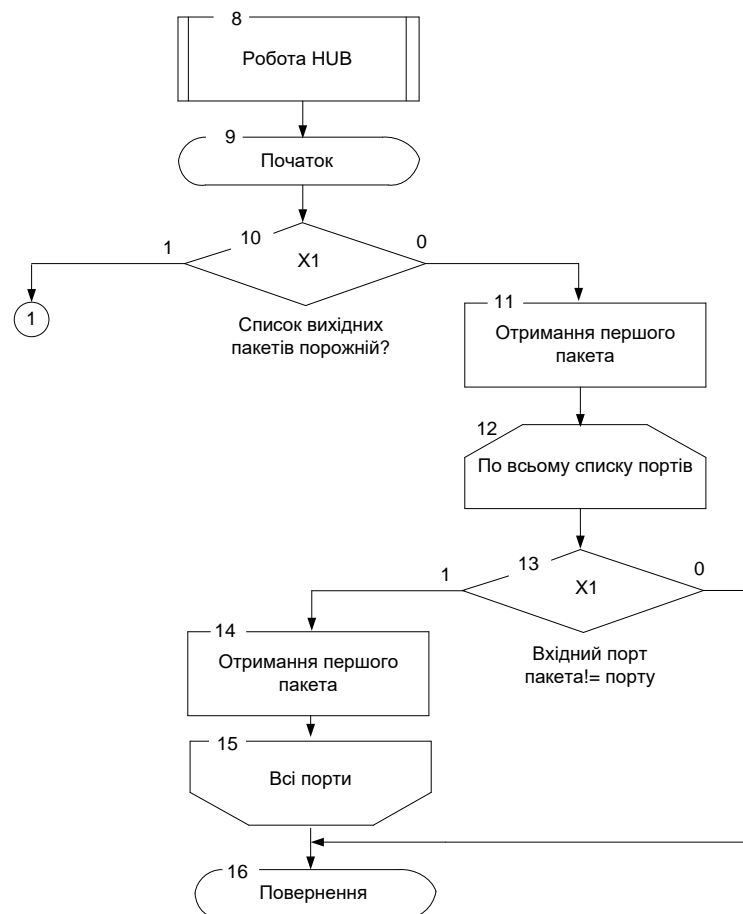 8
Робота HUB
9
Початок
1
10
0
X1
1
Список вихідних
пакетів порожній?
11
Отримання першого
пакета
12
По всьому списку портів
1
13
0
X1
Вхідний порт
пакета!= порту
14
Отримання першого
пакета
15
Всі порти
16
Повернення